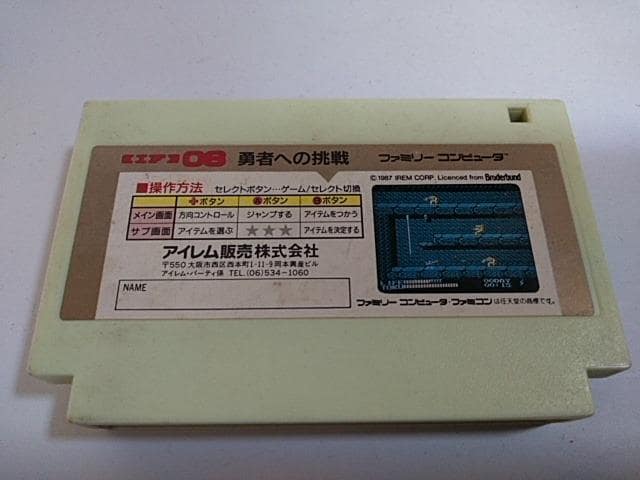 08 勇者への挑戦 ファミリー コンピュータ™
■操作方法 セレクトボタン…ゲーム/セレクト切換
✚ボタン Ⓐボタン Ⓑボタン
メイン画面 方向コントロール ジャンプする アイテムをつかう
サブ画面 アイテムを選ぶ ★★★ アイテムを決定する
アイレム販売株式会社
〒550 大阪市西区西本町1-11-9岡本興産ビル
アイレム・パーティ係 TEL.(06)534-1060
NAME
©1987 IREM CORP. Licenced from Brøderbund
LIFE
00:15
ファミリー コンピュータ・ファミコンは任天堂の商標です。